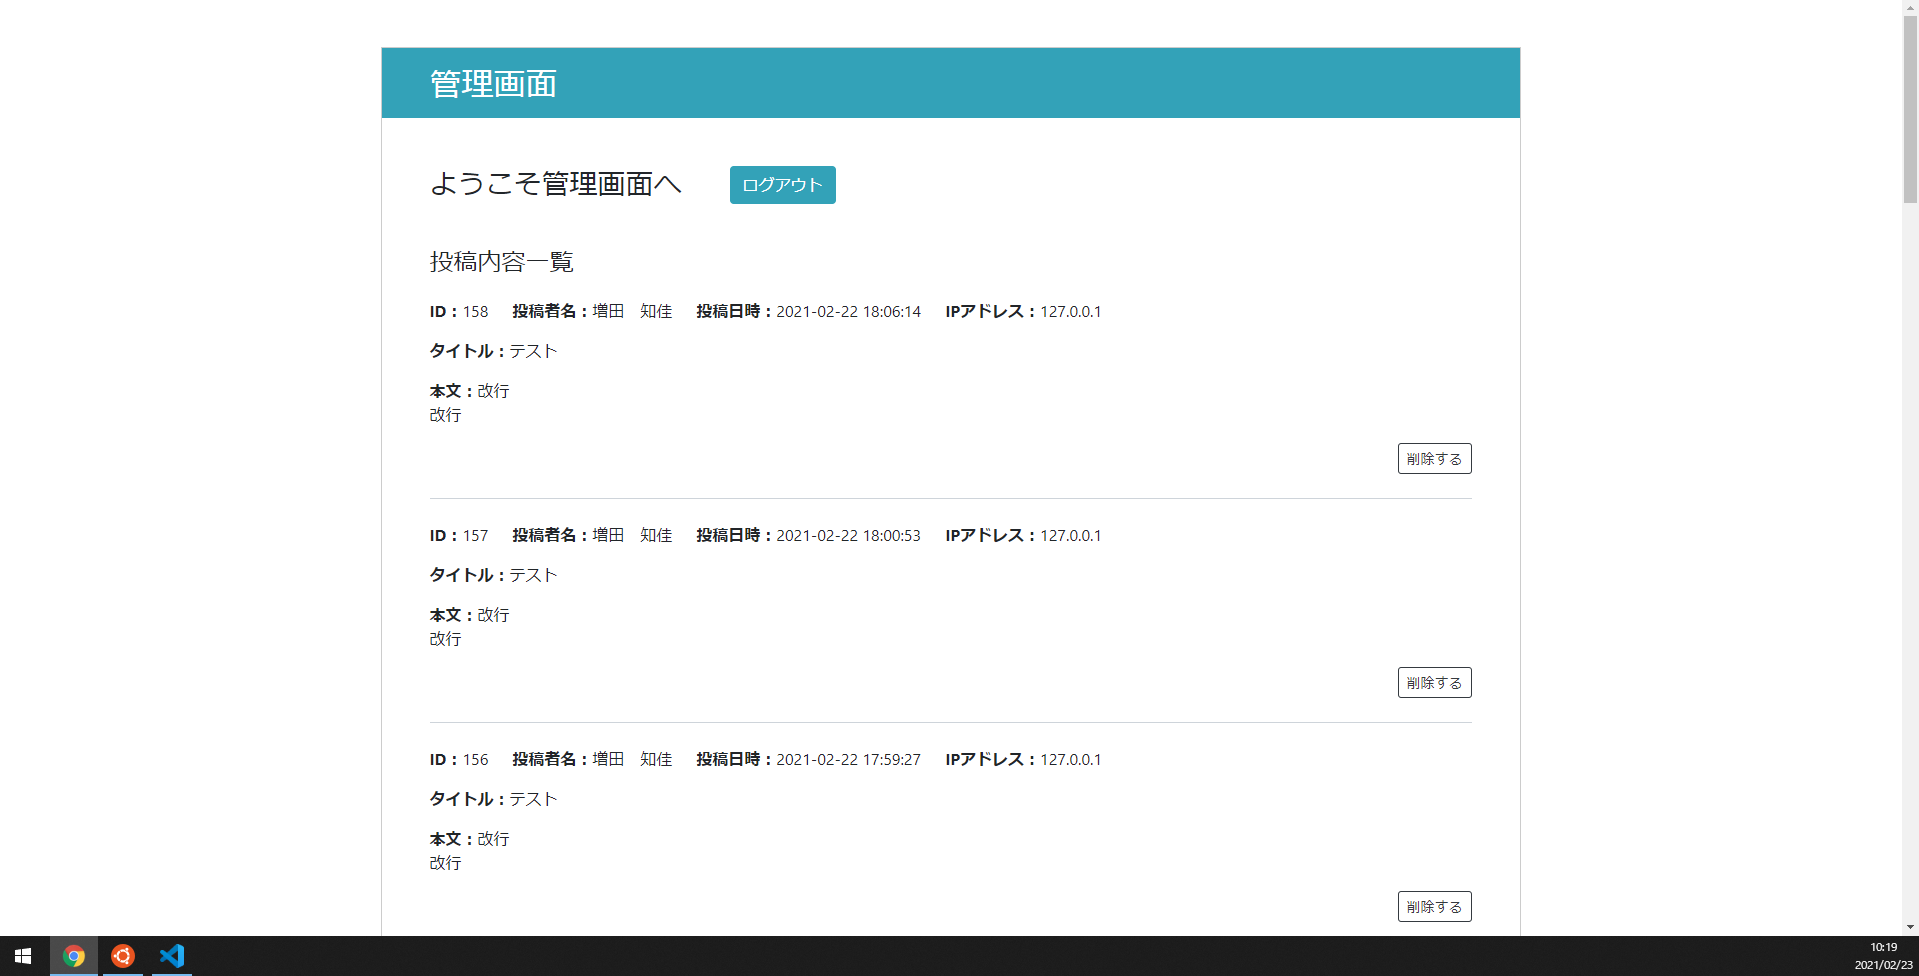 管理画面
ようこそ管理画面へ ログアウト
投稿内容一覧
ID：158 投稿者名：増田　知佳 投稿日時：2021-02-22 18:06:14 IPアドレス：127.0.0.1
タイトル：テスト
本文：改行
改行
削除する
ID：157 投稿者名：増田　知佳 投稿日時：2021-02-22 18:00:53 IPアドレス：127.0.0.1
タイトル：テスト
本文：改行
改行
削除する
ID：156 投稿者名：増田　知佳 投稿日時：2021-02-22 17:59:27 IPアドレス：127.0.0.1
タイトル：テスト
本文：改行
改行
削除する
10:19
2021/02/23